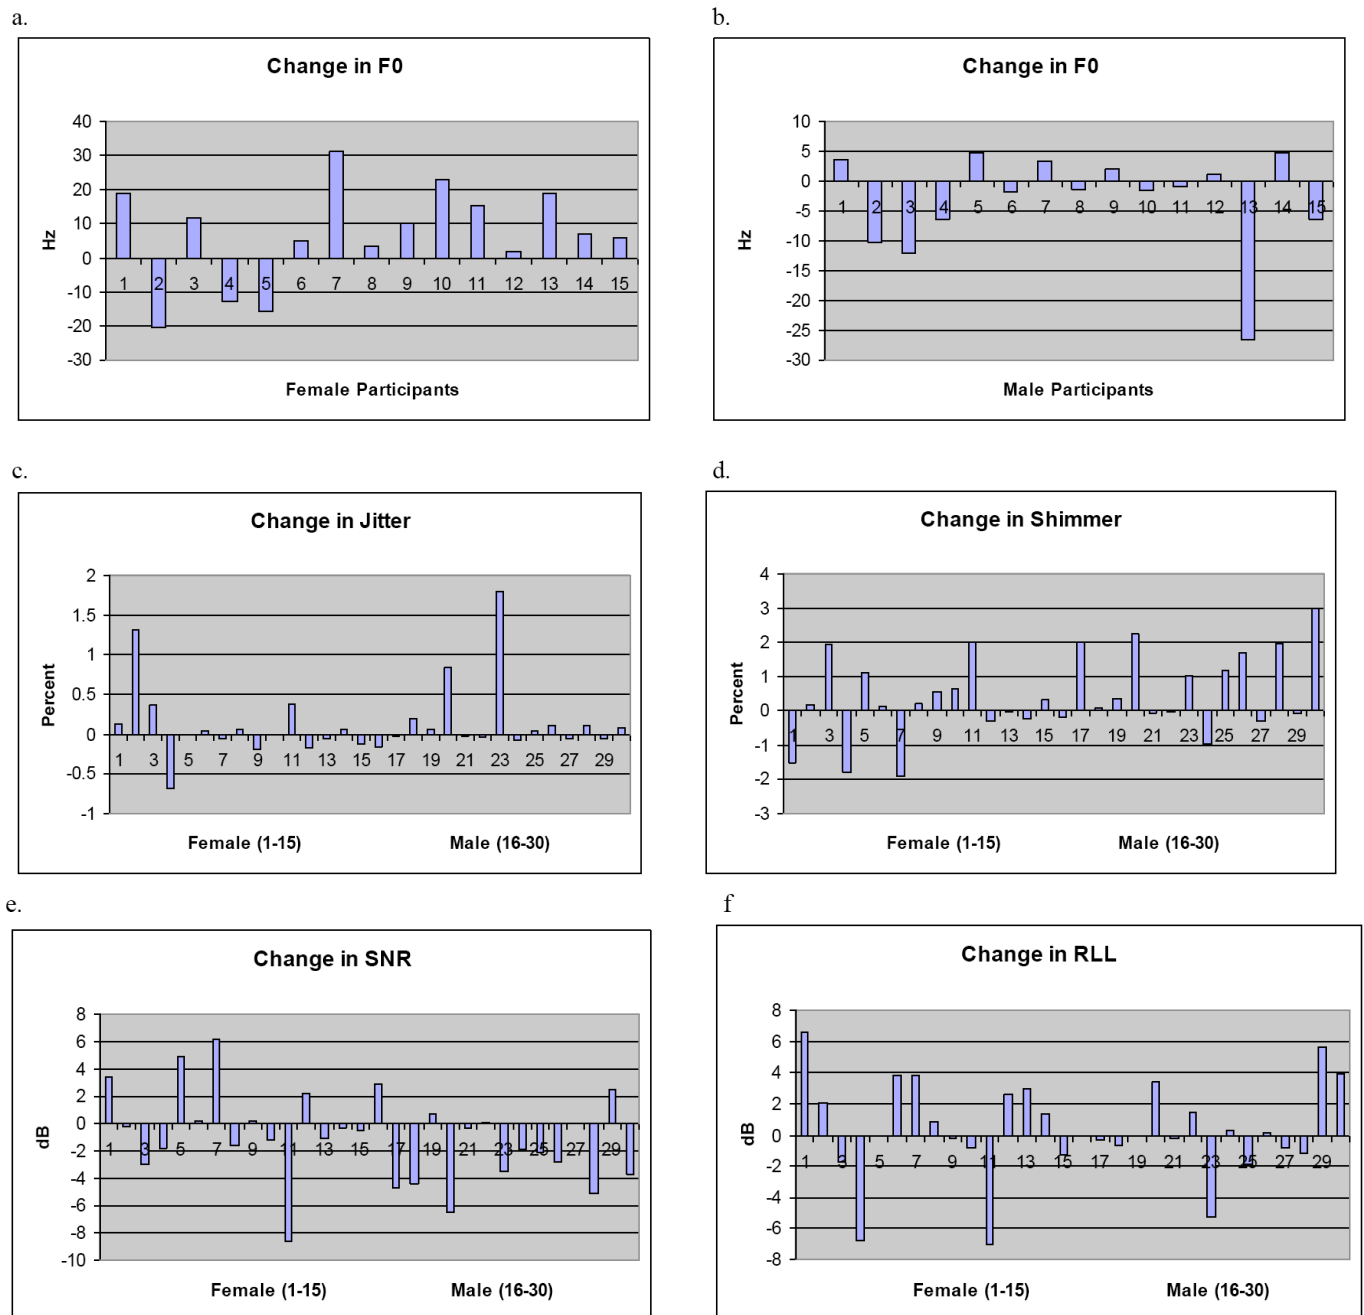 a.
Change in F0
40
30
20
10
0
-10
-20
-30
Hz
1 2 3 4 5 6 7 8 9 10 11 12 13 14 15
Female Participants
b.
Change in F0
10
5
0
-5
-10
-15
-20
-25
-30
Hz
1 2 3 4 5 6 7 8 9 10 11 12 13 14 15
Male Participants
c.
Change in Jitter
2
1.5
1
0.5
0
-0.5
-1
Percent
1 3 5 7 9 11 13 15 17 19 21 23 25 27 29
Female (1-15) Male (16-30)
d.
Change in Shimmer
4
3
2
1
0
-1
-2
-3
Percent
1 3 5 7 9 11 13 15 17 19 21 23 25 27 29
Female (1-15) Male (16-30)
e.
Change in SNR
8
6
4
2
0
-2
-4
-6
-8
-10
dB
1 3 5 7 9 11 13 15 17 19 21 23 25 27 29
Female (1-15) Male (16-30)
f
Change in RLL
8
6
4
2
0
-2
-4
-6
-8
dB
1 3 5 7 9 11 13 15 17 19 21 23 25 27 29
Female (1-15) Male (16-30)